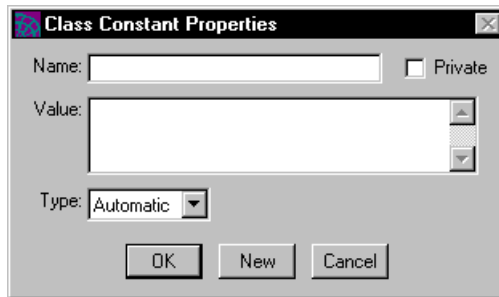 Class Constant Properties
Name: Private
Value:
Type: Automatic
OK New Cancel